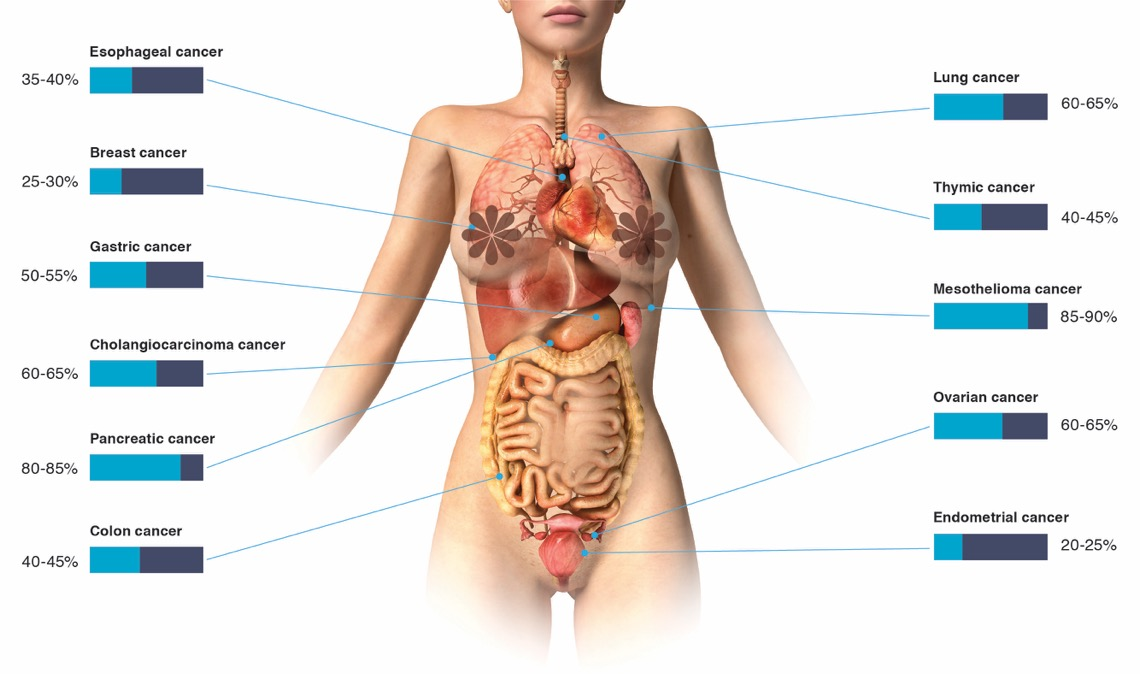 Esophageal cancer
35-40%
Breast cancer
25-30%
Gastric cancer
50-55%
Cholangiocarcinoma cancer
60-65%
Pancreatic cancer
80-85%
Colon cancer
40-45%
Lung cancer
60-65%
Thymic cancer
40-45%
Mesothelioma cancer
85-90%
Ovarian cancer
60-65%
Endometrial cancer
20-25%